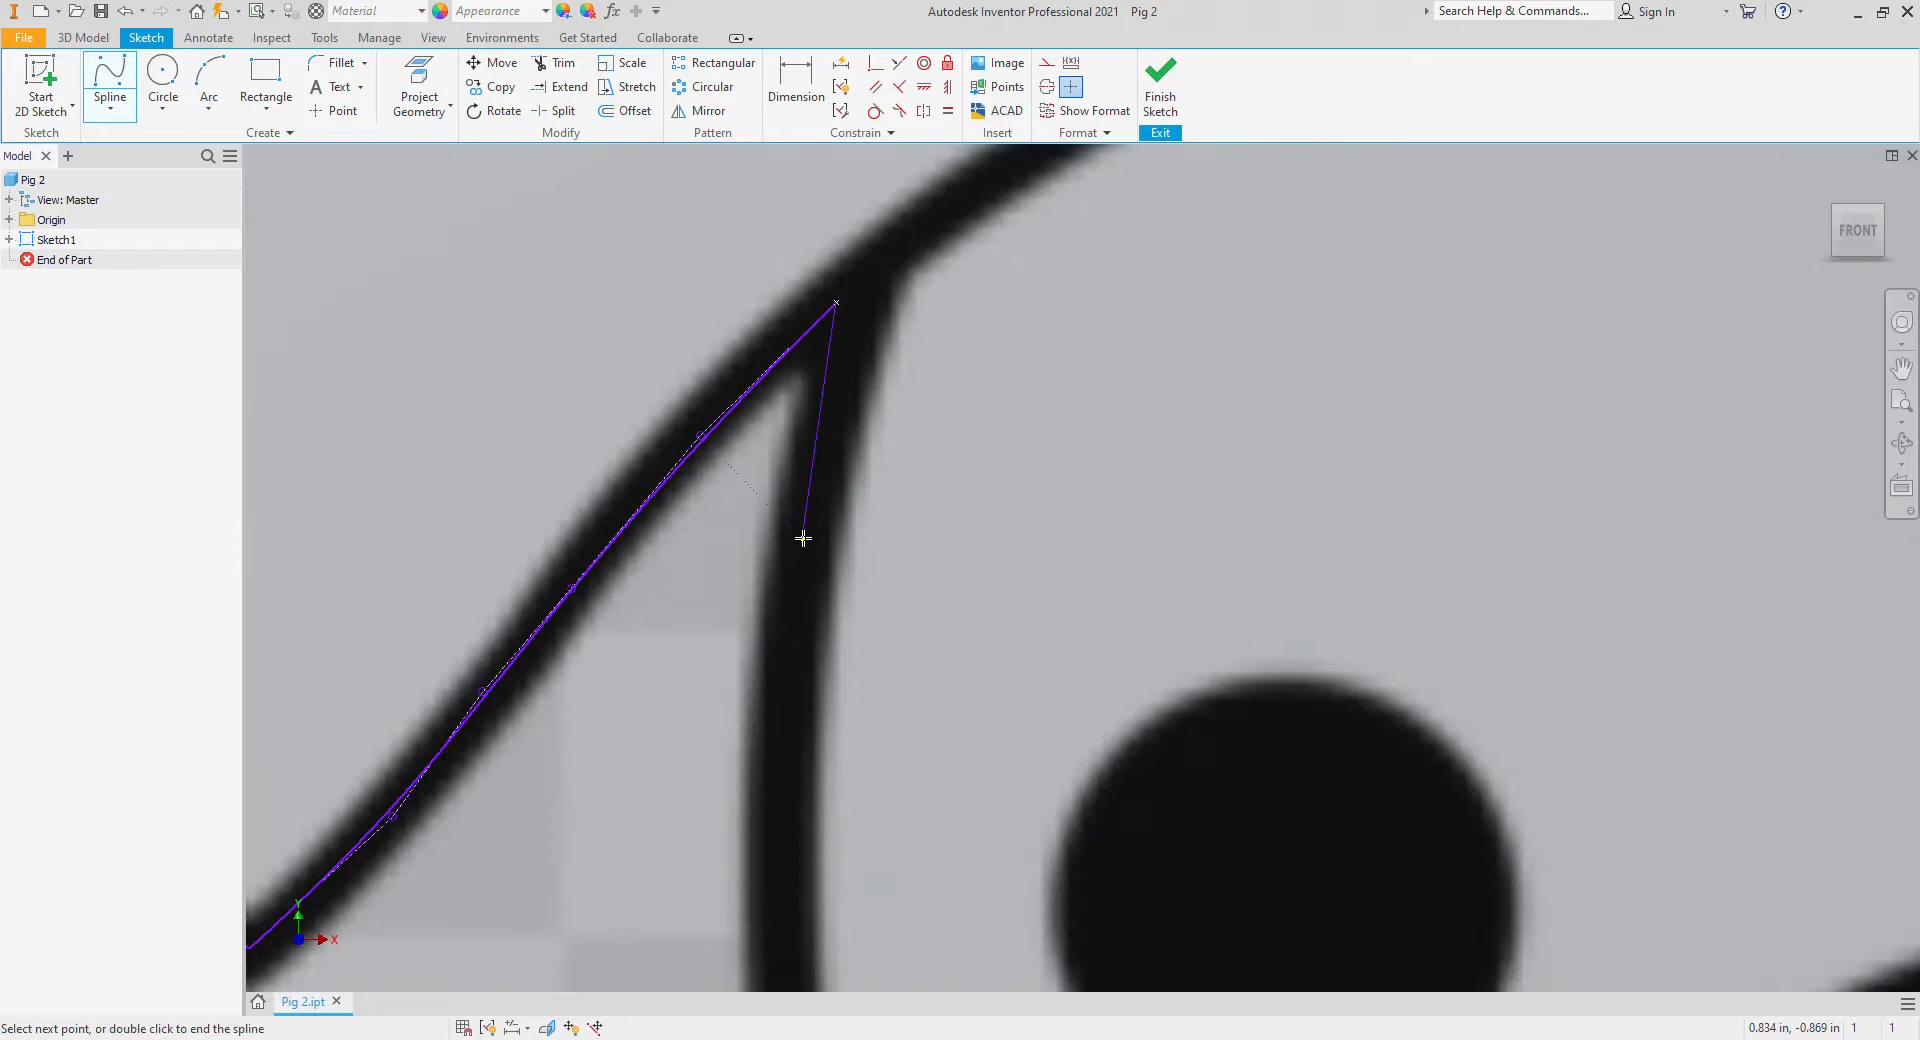 Material Appearance fx Autodesk Inventor Professional 2021 Pig 2 Search Help & Commands... Sign In
File 3D Model Sketch Annotate Inspect Tools Manage View Environments Get Started Collaborate
Start 2D Sketch Spline Circle Arc Rectangle Fillet Text Point Project Geometry Move Copy Rotate Trim Extend Split Scale Stretch Offset Rectangular Circular Mirror Dimension Image Points ACAD Show Format Finish Sketch
Sketch Create Modify Pattern Constrain Insert Format Exit
Model
Pig 2
View: Master
Origin
Sketch1
End of Part
FRONT
Y
X
Pig 2.ipt
Select next point, or double click to end the spline 0.834 in, -0.869 in 1 1